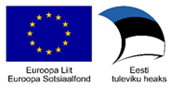 Euroopa Liit
Euroopa Sotsiaalfond
Eesti
tuleviku heaks